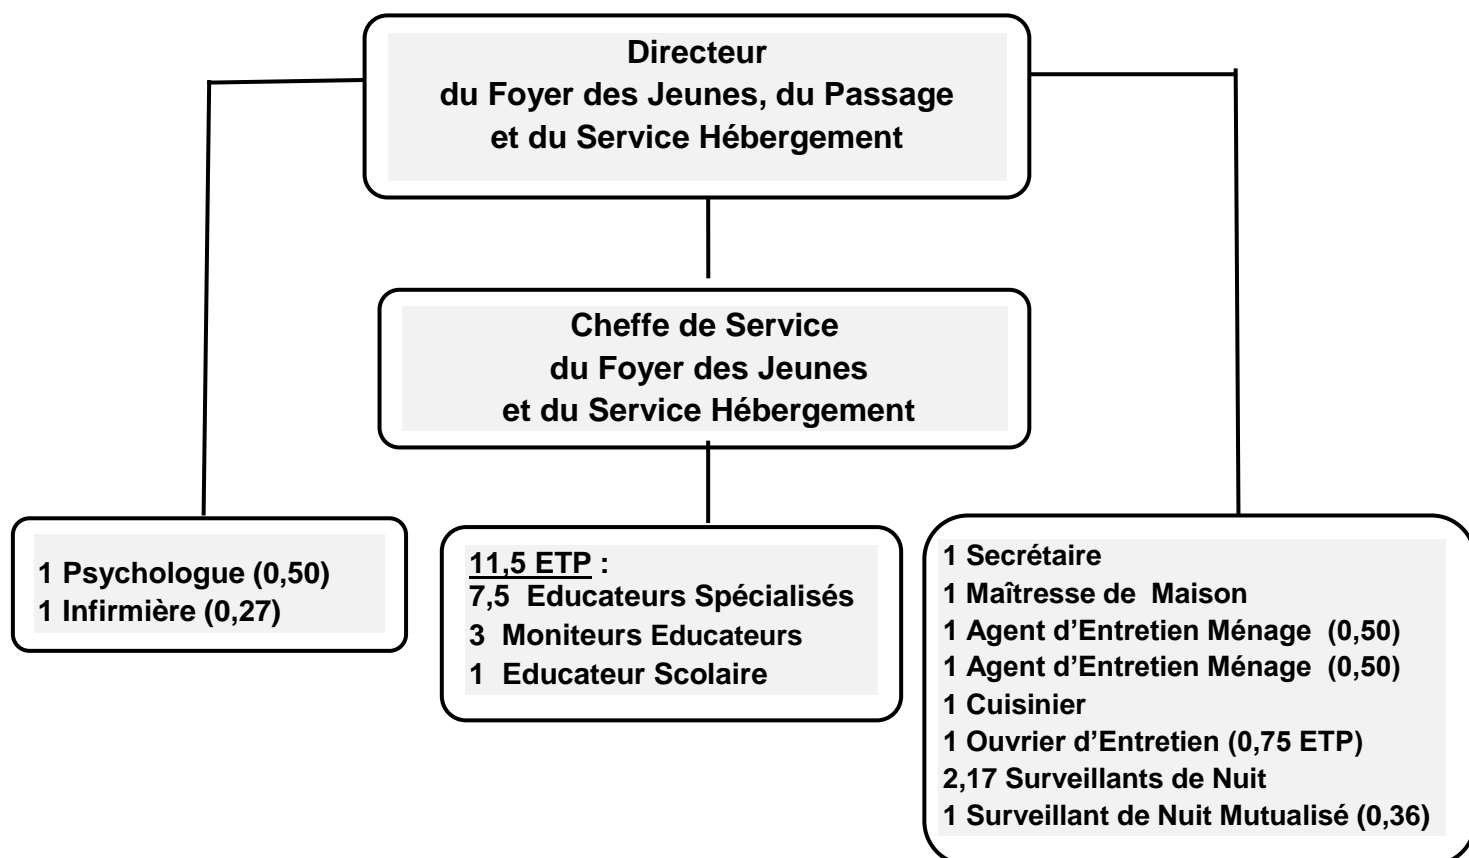 Directeur
du Foyer des Jeunes, du Passage
et du Service Hébergement
Cheffe de Service
du Foyer des Jeunes
et du Service Hébergement
1 Psychologue (0,50)
1 Infirmière (0,27)
11,5 ETP :
7,5 Educateurs Spécialisés
3 Moniteurs Educateurs
1 Educateur Scolaire
1 Secrétaire
1 Maîtresse de Maison
1 Agent d’Entretien Ménage (0,50)
1 Agent d’Entretien Ménage (0,50)
1 Cuisinier
1 Ouvrier d’Entretien (0,75 ETP)
2,17 Surveillants de Nuit
1 Surveillant de Nuit Mutualisé (0,36)